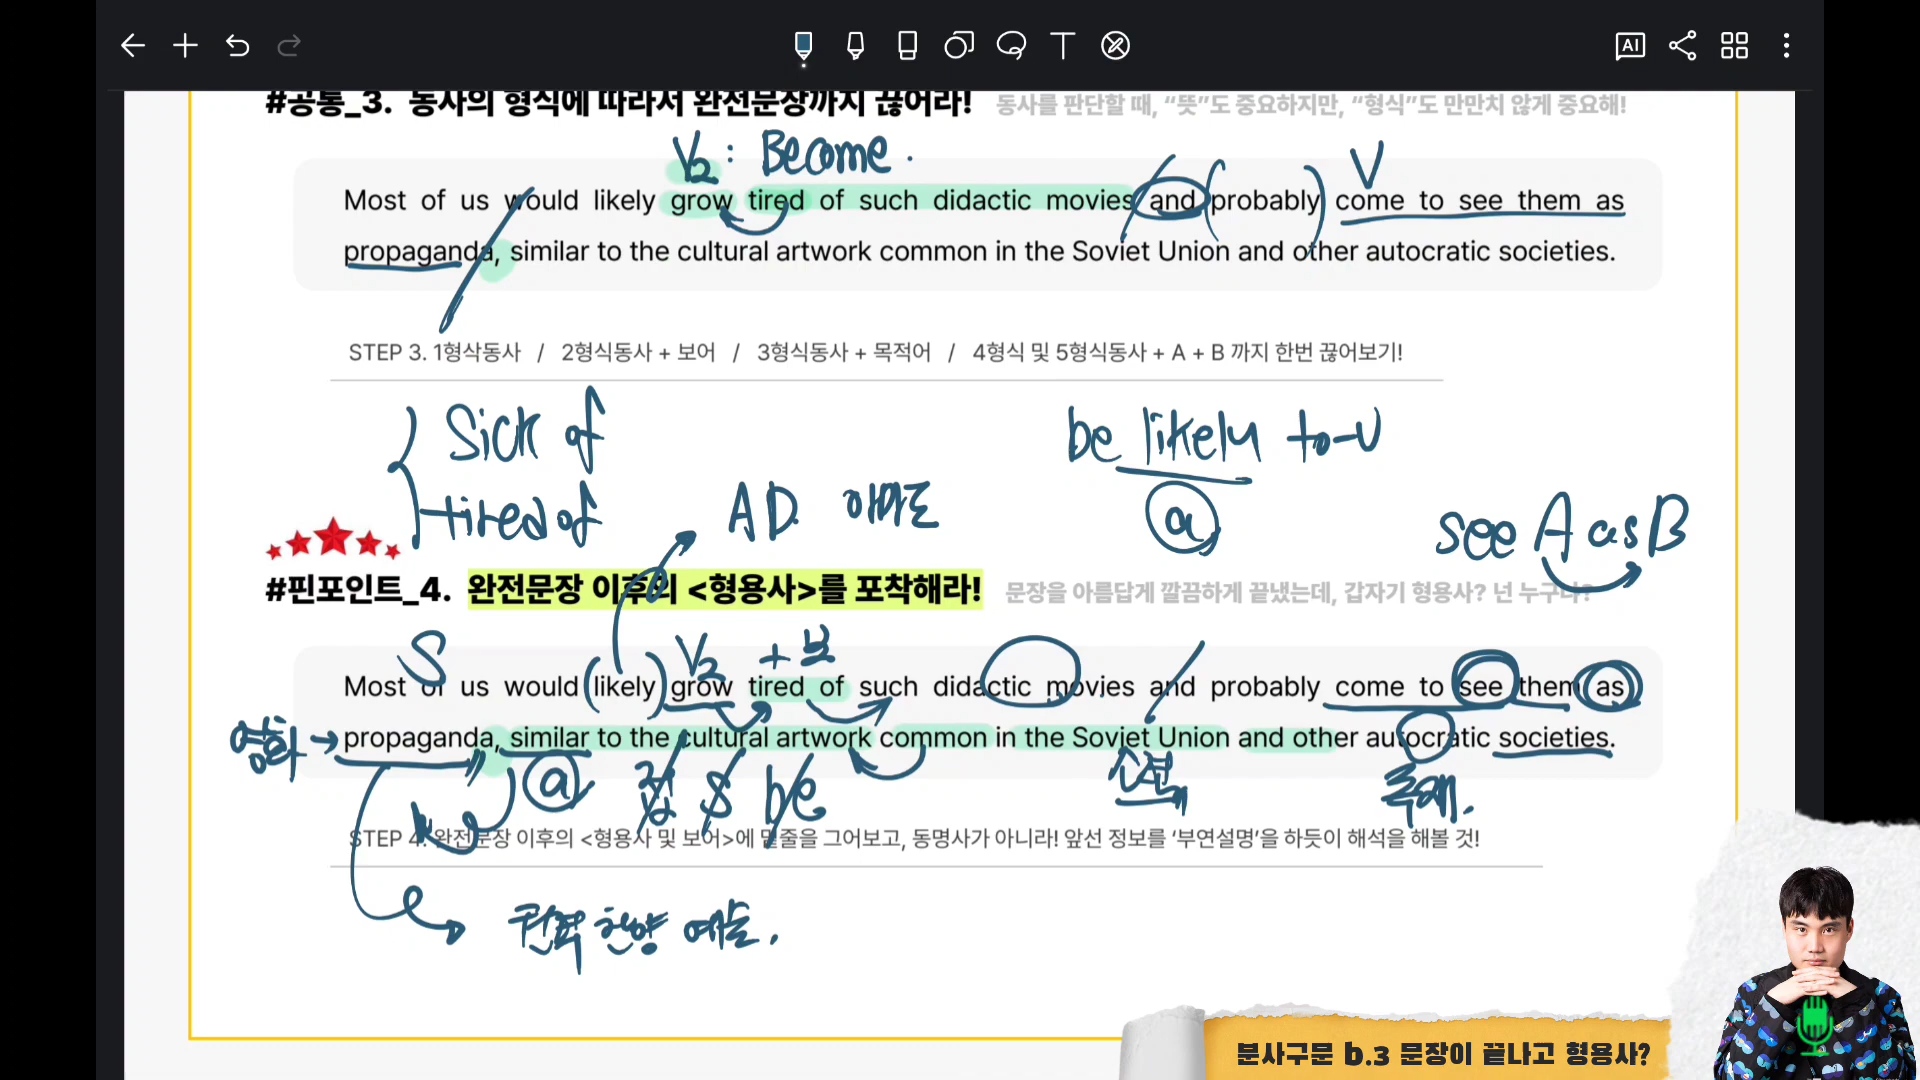 #공통_3. 동사의 형식에 따라서 완전문장까지 끊어라! 동사를 판단할 때, “뜻”도 중요하지만, “형식”도 만만치 않게 중요해!
V2 : Become.
V
Most of us would likely grow tired of such didactic movies and probably come to see them as
propaganda, similar to the cultural artwork common in the Soviet Union and other autocratic societies.
STEP 3. 1형식동사 / 2형식동사 + 보어 / 3형식동사 + 목적어 / 4형식 및 5형식동사 + A + B 까지 한번 끊어보기!
Sick of
tired of
be likely to-v
a
AD. 아마도
see A as B
#핀포인트_4. 완전문장 이후의 <형용사>를 포착해라! 문장을 아름답게 깔끔하게 끝냈는데, 갑자기 형용사? 넌 누구냐?
S
V2 + 보
Most of us would likely grow tired of such didactic movies and probably come to see them as
영화
propaganda, similar to the cultural artwork common in the Soviet Union and other autocratic societies.
a
접 S be
소련
독재.
STEP 4. 완전문장 이후의 <형용사 및 보어>에 밑줄을 그어보고, 동명사가 아니라! 앞선 정보를 ‘부연설명’을 하듯이 해석을 해볼 것!
권력 찬양 예술.
분사구문 b.3 문장이 끝나고 형용사?
AI